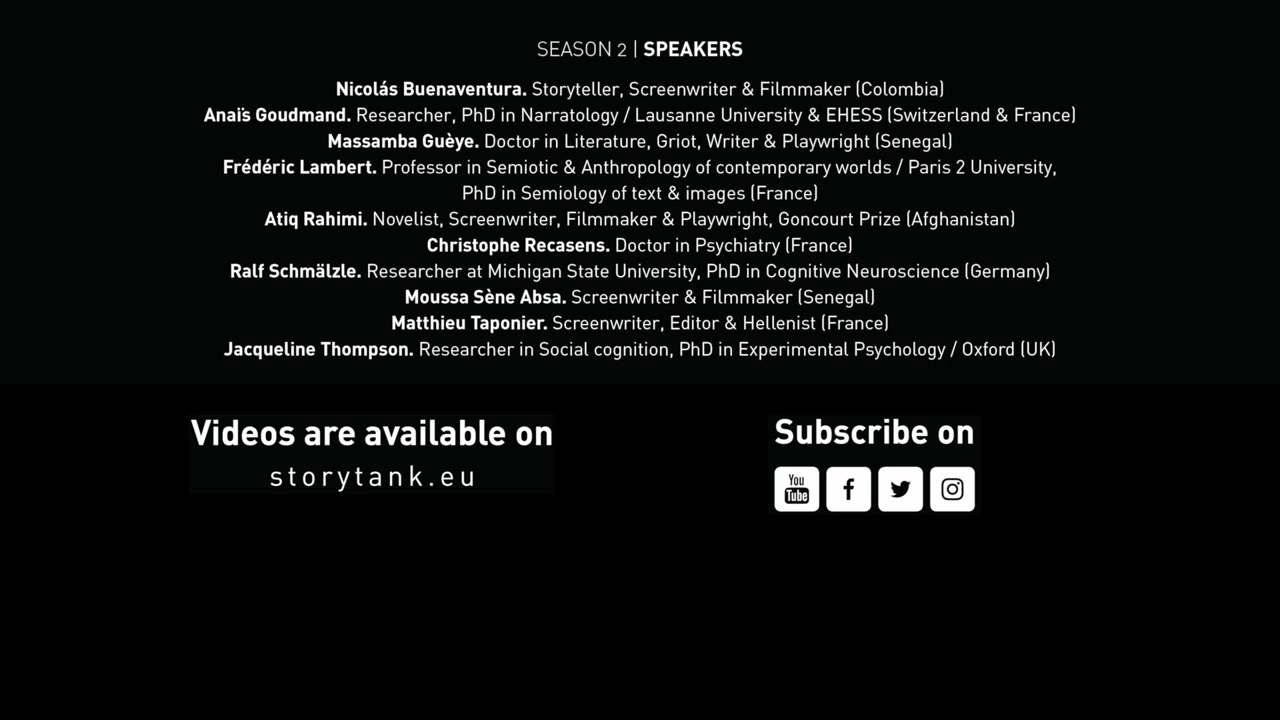 SEASON 2 | SPEAKERS
Nicolás Buenaventura. Storyteller, Screenwriter & Filmmaker (Colombia)
Anaïs Goudmand. Researcher, PhD in Narratology / Lausanne University & EHESS (Switzerland & France)
Massamba Guèye. Doctor in Literature, Griot, Writer & Playwright (Senegal)
Frédéric Lambert. Professor in Semiotic & Anthropology of contemporary worlds / Paris 2 University,
PhD in Semiology of text & images (France)
Atiq Rahimi. Novelist, Screenwriter, Filmmaker & Playwright, Goncourt Prize (Afghanistan)
Christophe Recasens. Doctor in Psychiatry (France)
Ralf Schmälzle. Researcher at Michigan State University, PhD in Cognitive Neuroscience (Germany)
Moussa Sène Absa. Screenwriter & Filmmaker (Senegal)
Matthieu Taponier. Screenwriter, Editor & Hellenist (France)
Jacqueline Thompson. Researcher in Social cognition, PhD in Experimental Psychology / Oxford (UK)
Videos are available on
storytank.eu
Subscribe on
You
Tube